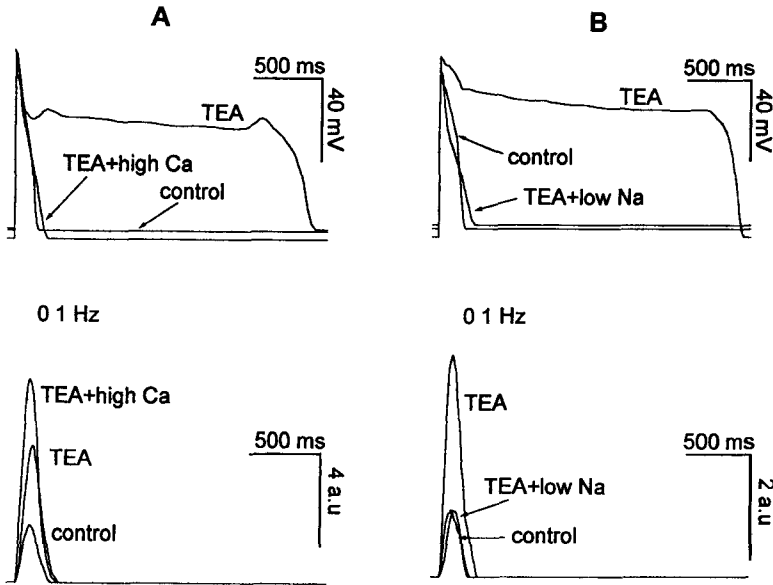 A
500 ms
40 mV
TEA
TEA+high Ca
control
B
500 ms
40 mV
TEA
control
TEA+low Na
0 1 Hz
TEA+high Ca
500 ms
4 a.u
TEA
control
0 1 Hz
TEA
500 ms
2 a.u
TEA+low Na
control